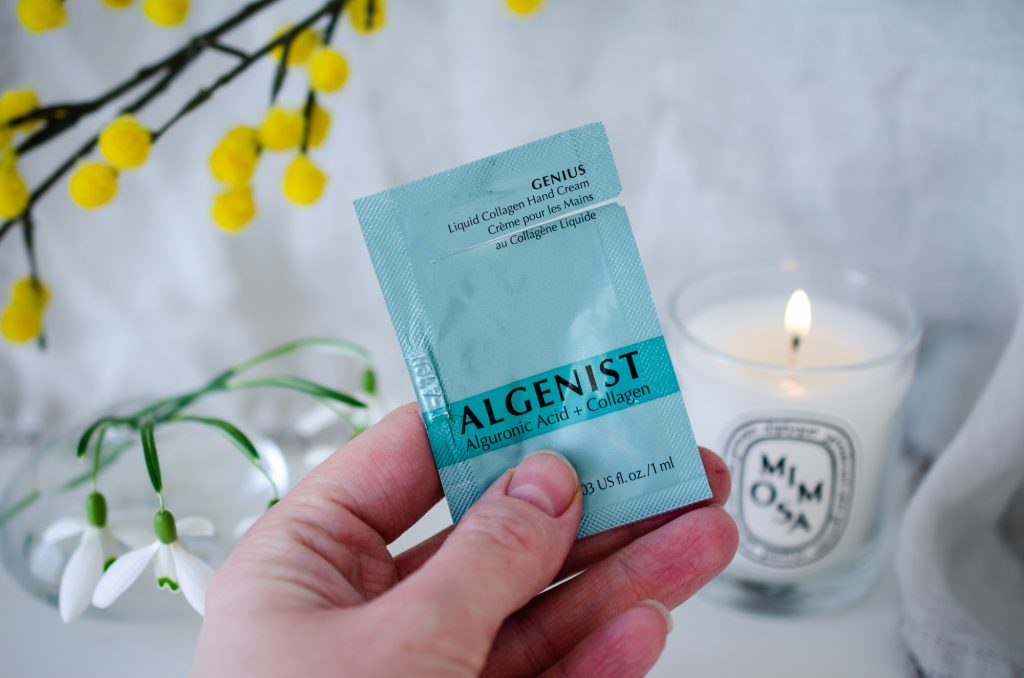 GENIUS
Liquid Collagen Hand Cream
Crème pour les Mains
au Collagène Liquide
ALGENIST
Alguronic Acid + Collagen
03 US fl.oz./1 ml
MIM
OSA